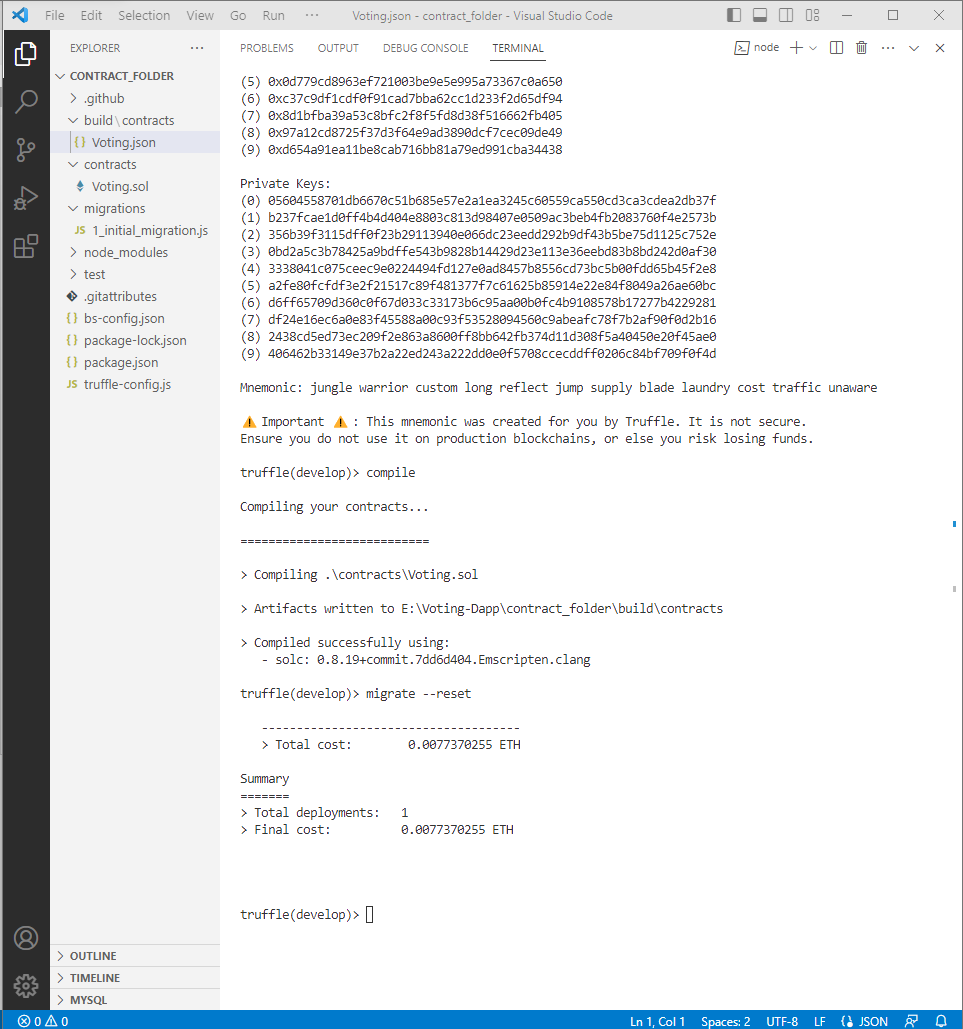 File Edit Selection View Go Run ··· Voting.json - contract_folder - Visual Studio Code
EXPLORER ···
CONTRACT_FOLDER
.github
build\contracts
{} Voting.json
contracts
Voting.sol
migrations
JS 1_initial_migration.js
node_modules
test
.gitattributes
{} bs-config.json
{} package-lock.json
{} package.json
JS truffle-config.js
OUTLINE
TIMELINE
MYSQL
PROBLEMS OUTPUT DEBUG CONSOLE TERMINAL node
(5) 0x0d779cd8963ef721003be9e5e995a73367c0a650
(6) 0xc37c9df1cdf0f91cad7bba62cc1d233f2d65df94
(7) 0x8d1bfba39a53c8bfc2f8f5fd8d38f516662fb405
(8) 0x97a12cd8725f37d3f64e9ad3890dcf7cec09de49
(9) 0xd654a91ea11be8cab716bb81a79ed991cba34438
Private Keys:
(0) 05604558701db6670c51b685e57e2a1ea3245c60559ca550cd3ca3cdea2db37f
(1) b237fcae1d0ff4b4d404e8803c813d98407e0509ac3beb4fb2083760f4e2573b
(2) 356b39f3115dff0f23b29113940e066dc23eedd292b9df43b5be75d1125c752e
(3) 0bd2a5c3b78425a9bdffe543b9828b14429d23e113e36eebd83b8bd242d0af30
(4) 3338041c075ceec9e0224494fd127e0ad8457b8556cd73bc5b00fdd65b45f2e8
(5) a2fe80fcfdf3e2f21517c89f481377f7c61625b85914e22e84f8049a26ae60bc
(6) d6fff65709d360c0f67d033c33173b6c95aa00b0fc4b9108578b17277b4229281
(7) df24e16ec6a0e83f45588a00c93f53528094560c9abeafc78f7b2af90f0d2b16
(8) 2438cd5ed73ec209f2e863a8600ff8bb642fb374d11d308f5a40450e20f45ae0
(9) 406462b33149e37b2a22ed243a222dd0e0f5708ccecddff0206c84bf709f0f4d
Mnemonic: jungle warrior custom long reflect jump supply blade laundry cost traffic unaware
⚠️ Important ⚠️ : This mnemonic was created for you by Truffle. It is not secure.
Ensure you do not use it on production blockchains, or else you risk losing funds.
truffle(develop)> compile
Compiling your contracts...
===========================
> Compiling .\contracts\Voting.sol
> Artifacts written to E:\Voting-Dapp\contract_folder\build\contracts
> Compiled successfully using:
- solc: 0.8.19+commit.7dd6d404.Emscripten.clang
truffle(develop)> migrate --reset
-------------------------------------
> Total cost: 0.0077370255 ETH
Summary
=======
> Total deployments: 1
> Final cost: 0.0077370255 ETH
truffle(develop)>
0 0 Ln 1, Col 1 Spaces: 2 UTF-8 LF {} JSON